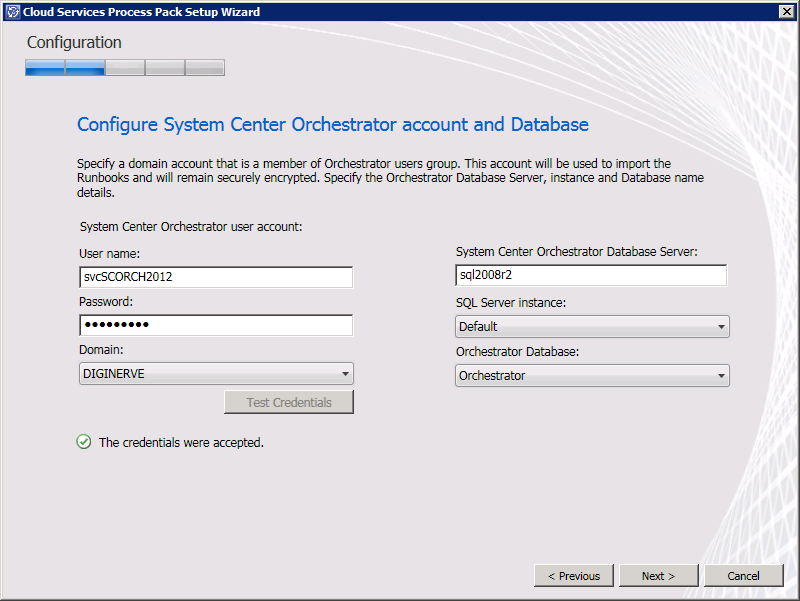 Cloud Services Process Pack Setup Wizard
Configuration
Configure System Center Orchestrator account and Database
Specify a domain account that is a member of Orchestrator users group. This account will be used to import the
Runbooks and will remain securely encrypted. Specify the Orchestrator Database Server, instance and Database name
details.
System Center Orchestrator user account:
User name:
svcSCORCH2012
Password:
●●●●●●●●●
Domain:
DIGINERVE
Test Credentials
The credentials were accepted.
System Center Orchestrator Database Server:
sql2008r2
SQL Server instance:
Default
Orchestrator Database:
Orchestrator
< Previous
Next >
Cancel